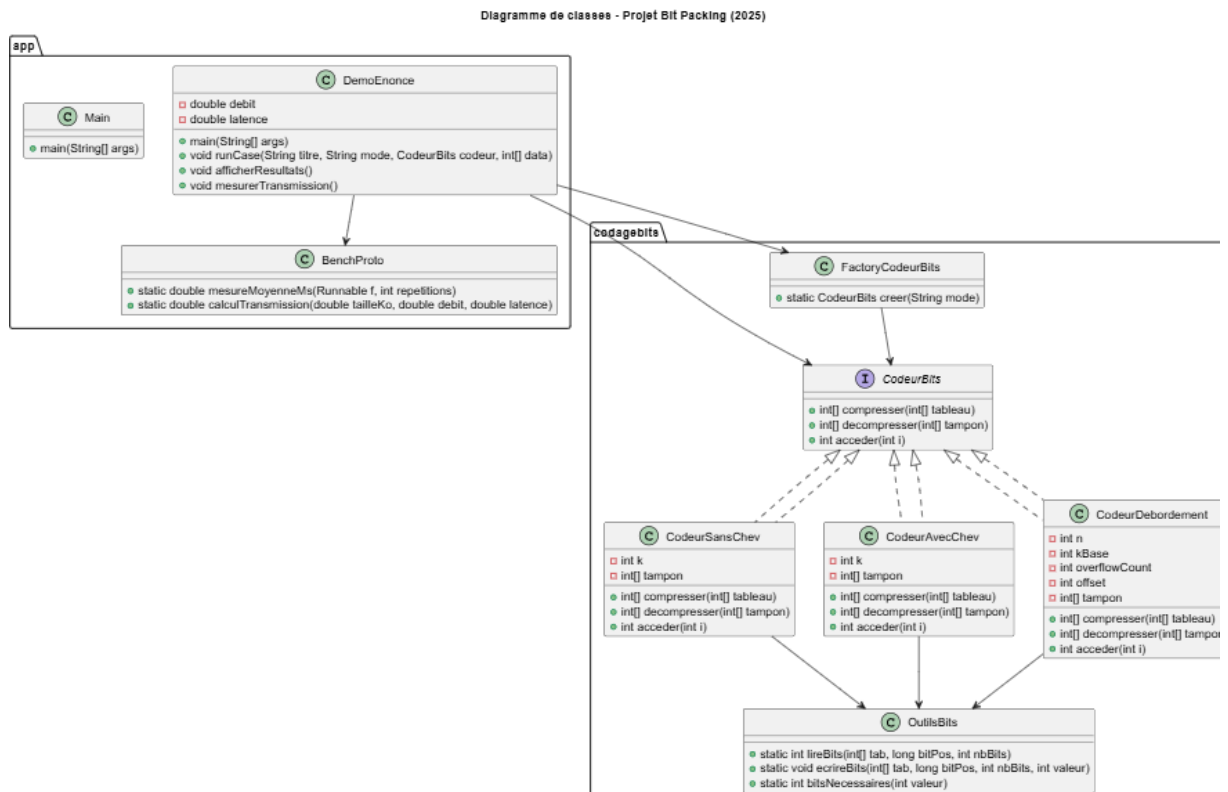 Diagramme de classes - Projet Bit Packing (2025)
app
C DemoEnonce
double debit
double latence
main(String[] args)
void runCase(String titre, String mode, CodeurBits codeur, int[] data)
void afficherResultats()
void mesurerTransmission()
C Main
main(String[] args)
C BenchProto
static double mesureMoyenneMs(Runnable f, int repetitions)
static double calculTransmission(double tailleKo, double debit, double latence)
codagebits
C FactoryCodeurBits
static CodeurBits creer(String mode)
I CodeurBits
int[] compresser(int[] tableau)
int[] decompresser(int[] tampon)
int acceder(int i)
C CodeurSansChev
int k
int[] tampon
int[] compresser(int[] tableau)
int[] decompresser(int[] tampon)
int acceder(int i)
C CodeurAvecChev
int k
int[] tampon
int[] compresser(int[] tableau)
int[] decompresser(int[] tampon)
int acceder(int i)
C CodeurDebordement
int n
int kBase
int overflowCount
int offset
int[] tampon
int[] compresser(int[] tableau)
int[] decompresser(int[] tampon
int acceder(int i)
C OutilsBits
static int lireBits(int[] tab, long bitPos, int nbBits)
static void ecrireBits(int[] tab, long bitPos, int nbBits, int valeur)
static int bitsNecessaires(int valeur)